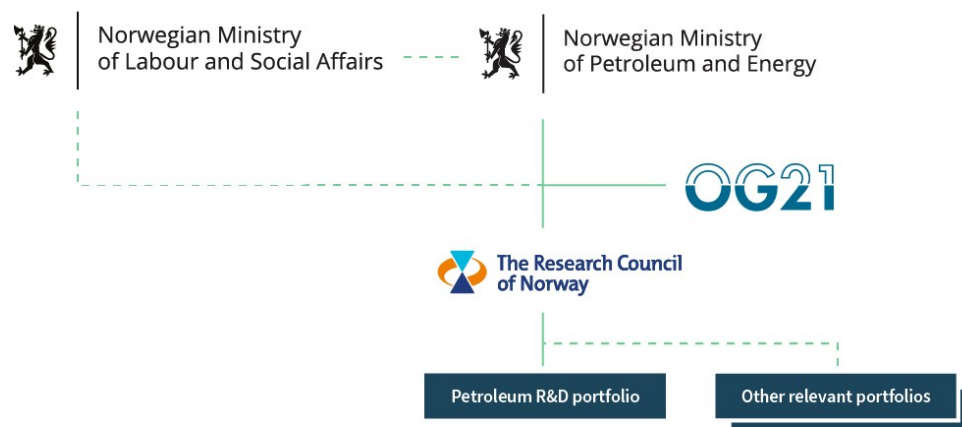 Norwegian Ministry
of Labour and Social Affairs
Norwegian Ministry
of Petroleum and Energy
OG21
The Research Council
of Norway
Petroleum R&D portfolio
Other relevant portfolios